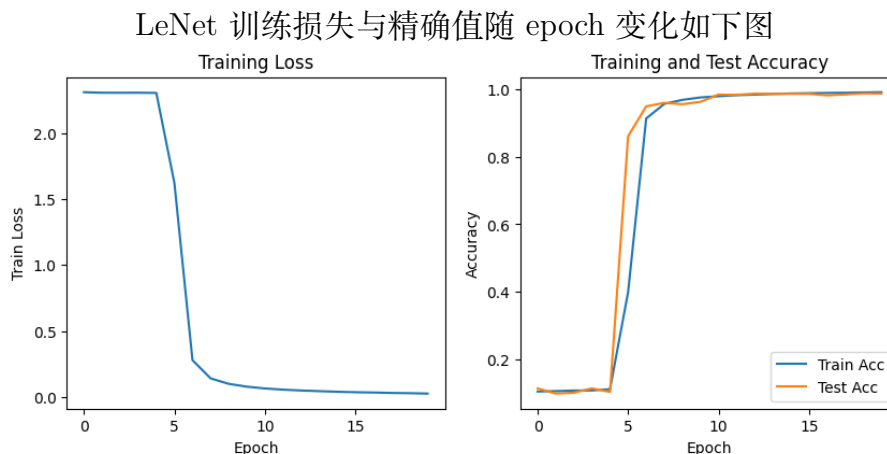 LeNet 训练损失与精确值随 epoch 变化如下图
Training Loss
2.0
1.5
1.0
0.5
0.0
Train Loss
0
5
10
15
Epoch
Training and Test Accuracy
1.0
0.8
0.6
0.4
0.2
Accuracy
0
5
10
15
Epoch
Train Acc
Test Acc